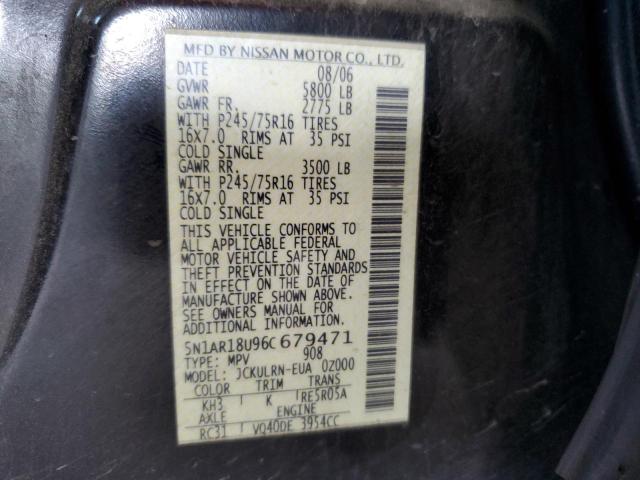 MFD BY NISSAN MOTOR CO., LTD.
DATE 08/06
GVWR 5800 LB
GAWR FR. 2775 LB
WITH P245/75R16 TIRES
16X7.0 RIMS AT 35 PSI
COLD SINGLE
GAWR RR. 3500 LB
WITH P245/75R16 TIRES
16X7.0 RIMS AT 35 PSI
COLD SINGLE
THIS VEHICLE CONFORMS TO
ALL APPLICABLE FEDERAL
MOTOR VEHICLE SAFETY AND
THEFT PREVENTION STANDARDS
IN EFFECT ON THE DATE OF
MANUFACTURE SHOWN ABOVE.
SEE OWNERS MANUAL FOR
ADDITIONAL INFORMATION.
5N1AR18U96C679471
TYPE: MPV 908
MODEL: JCKULRN-EUA 0Z000
COLOR TRIM TRANS
KH3 K RE5R05A
AXLE ENGINE
RC31 VQ40DE 3954CC